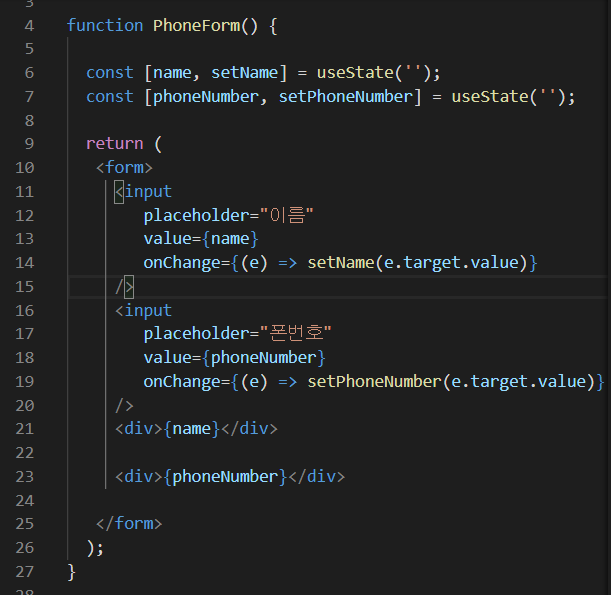 4 function PhoneForm() {
5
6 const [name, setName] = useState('');
7 const [phoneNumber, setPhoneNumber] = useState('');
8
9 return (
10 <form>
11 <input
12 placeholder="이름"
13 value={name}
14 onChange={(e) => setName(e.target.value)}
15 />
16 <input
17 placeholder="폰번호"
18 value={phoneNumber}
19 onChange={(e) => setPhoneNumber(e.target.value)}
20 />
21 <div>{name}</div>
22
23 <div>{phoneNumber}</div>
24
25 </form>
26 );
27 }